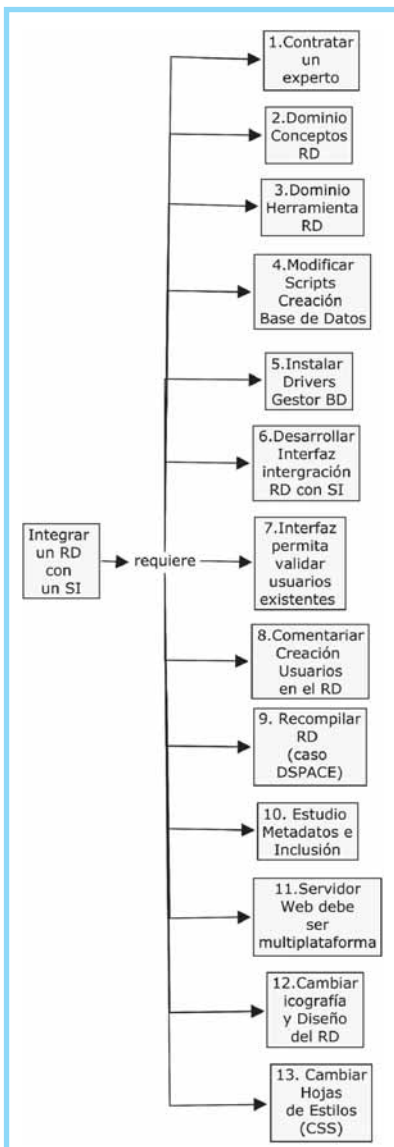 1.Contratar
un
experto
2.Dominio
Conceptos
RD
3.Dominio
Herramienta
RD
4.Modificar
Scripts
Creación
Base de Datos
5.Instalar
Drivers
Gestor BD
6.Desarrollar
Interfaz
intergración
RD con SI
Integrar
un RD
con
un SI
requiere
7.Interfaz
permita
validar
usuarios
existentes
8.Comentariar
Creación
Usuarios
en el RD
9. Recompilar
RD
(caso
DSPACE)
10. Estudio
Metadatos e
Inclusión
11.Servidor
Web debe
ser
multiplataforma
12.Cambiar
icografía
y Diseño
del RD
13. Cambiar
Hojas
de Estilos
(CSS)